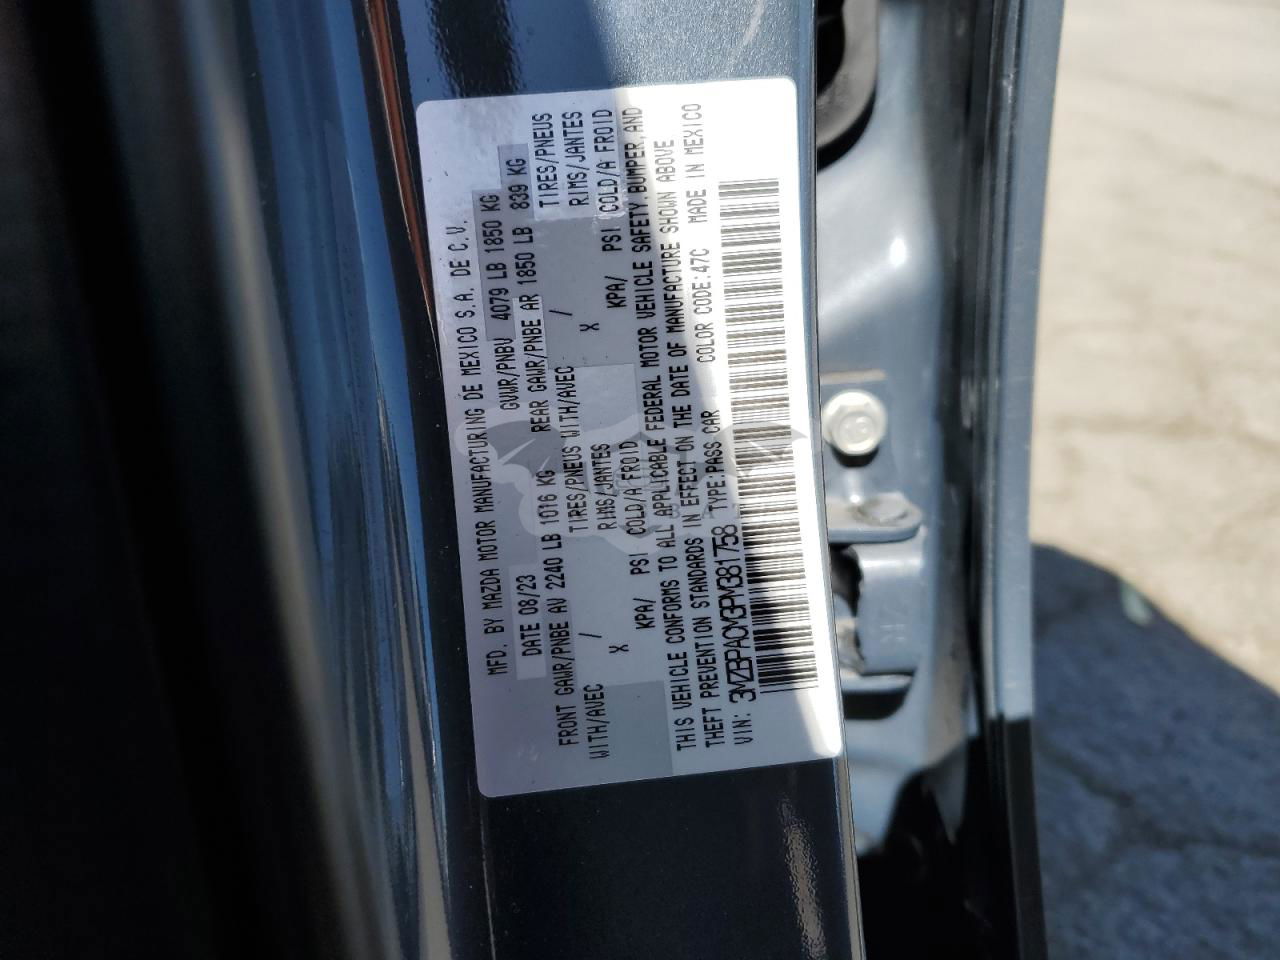 MFD. BY MAZDA MOTOR MANUFACTURING DE MEXICO S.A. DE C.V.
DATE 08/23 GVWR/PNBV 4079 LB 1850 KG
FRONT GAWR/PNBE AV 2240 LB 1016 KG REAR GAWR/PNBE AR 1850 LB 839 KG
WITH/AVEC / TIRES/PNEUS WITH/AVEC / TIRES/PNEUS
X RIMS/JANTES X RIMS/JANTES
KPA/ PSI COLD/A FROID KPA/ PSI COLD/A FROID
THIS VEHICLE CONFORMS TO ALL APPLICABLE FEDERAL MOTOR VEHICLE SAFETY, BUMPER, AND
THEFT PREVENTION STANDARDS IN EFFECT ON THE DATE OF MANUFACTURE SHOWN ABOVE
VIN: 3MZBPACM3PM381758 TYPE:PASS CAR COLOR CODE:47C MADE IN MEXICO